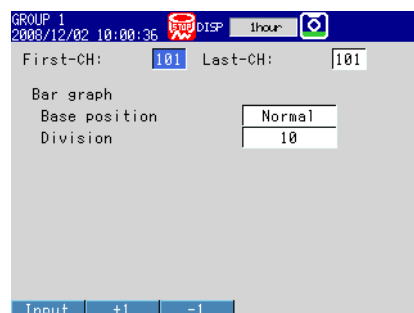 GROUP 1
2008/12/02 10:00:36 STOP DISP 1hour
First-CH: 101 Last-CH: 101
Bar graph
Base position Normal
Division 10
Input +1 -1